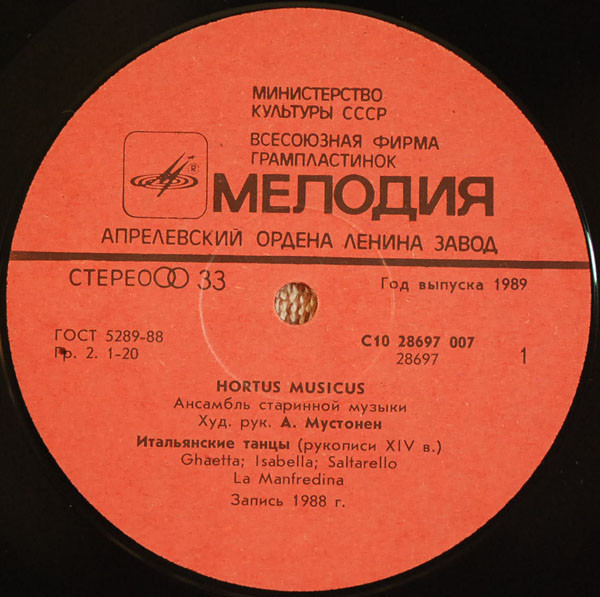 МИНИСТЕРСТВО
КУЛЬТУРЫ СССР
ВСЕСОЮЗНАЯ ФИРМА
ГРАМПЛАСТИНОК
®
МЕЛОДИЯ
АПРЕЛЕВСКИЙ ОРДЕНА ЛЕНИНА ЗАВОД
СТЕРЕО 33
Год выпуска 1989
ГОСТ 5289-88
Гр. 2. 1-20
С10 28697 007
28697
1
HORTUS MUSICUS
Ансамбль старинной музыки
Худ. рук. А. Мустонен
Итальянские танцы (рукописи XIV в.)
Ghaetta; Isabella; Saltarello
La Manfredina
Запись 1988 г.